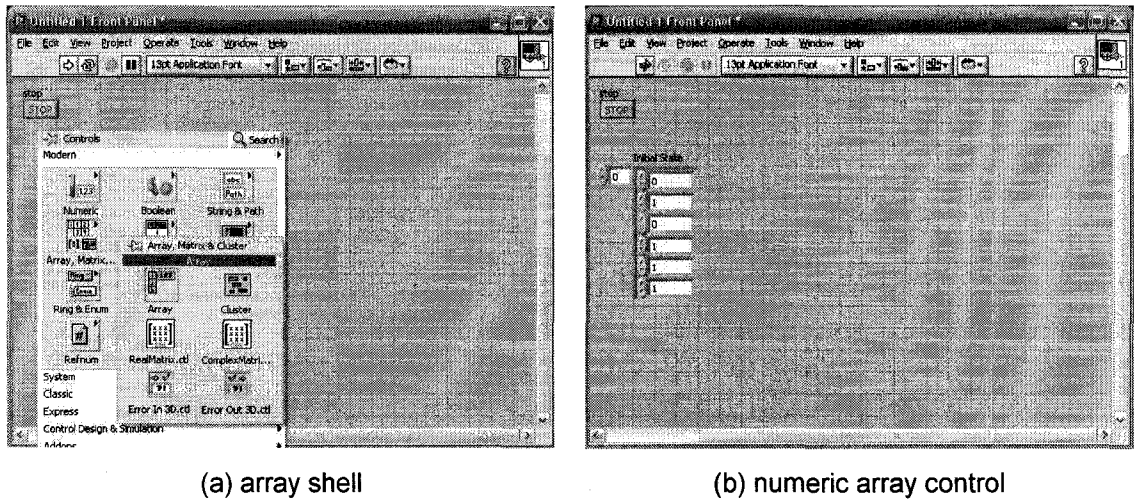 Untitled 1 Front Panel *
File Edit View Project Operate Tools Window Help
13pt Application Font
stop
STOP
Controls
Search
Modern
Numeric
Boolean
String & Path
Array, Matrix...
Array, Matrix & Cluster
Array
Ring & Enum
Array
Cluster
Refnum
RealMatrix.ctl
ComplexMatri...
System
Classic
Express
Error In 3D.ctl
Error Out 3D.ctl
Control Design & Simulation
Addons
(a) array shell
Untitled 1 Front Panel *
File Edit View Project Operate Tools Window Help
13pt Application Font
stop
STOP
Initial State
0
0
1
0
1
1
1
(b) numeric array control